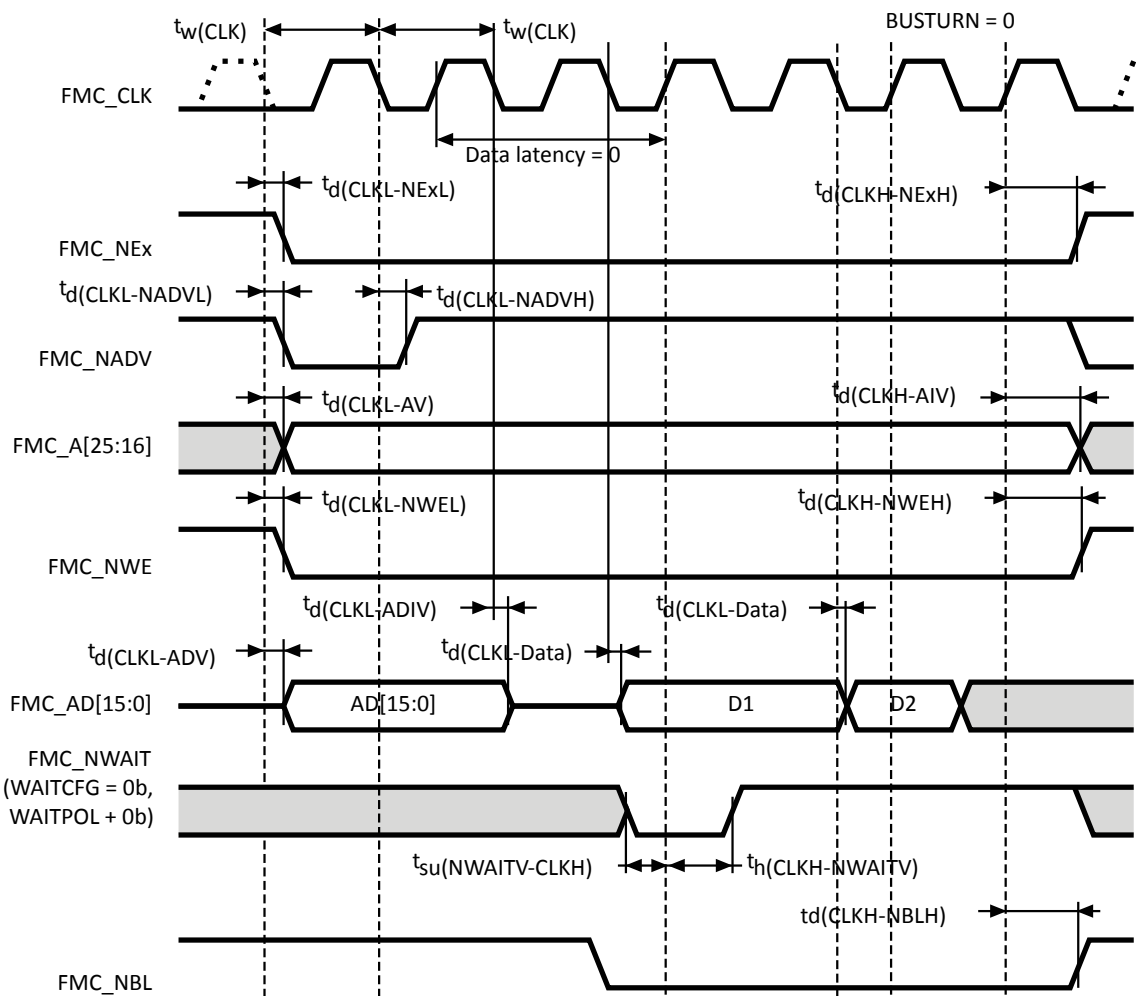 BUSTURN = 0
tw(CLK)
tw(CLK)
FMC_CLK
Data latency = 0
td(CLKL-NExL)
td(CLKH-NExH)
FMC_NEx
td(CLKL-NADVL)
td(CLKL-NADVH)
FMC_NADV
td(CLKL-AV)
td(CLKH-AIV)
FMC_A[25:16]
td(CLKL-NWEL)
td(CLKH-NWEH)
FMC_NWE
td(CLKL-ADIV)
td(CLKL-Data)
td(CLKL-ADV)
td(CLKL-Data)
FMC_AD[15:0]
AD[15:0]
D1
D2
FMC_NWAIT
(WAITCFG = 0b,
WAITPOL + 0b)
tsu(NWAITV-CLKH)
th(CLKH-NWAITV)
td(CLKH-NBLH)
FMC_NBL